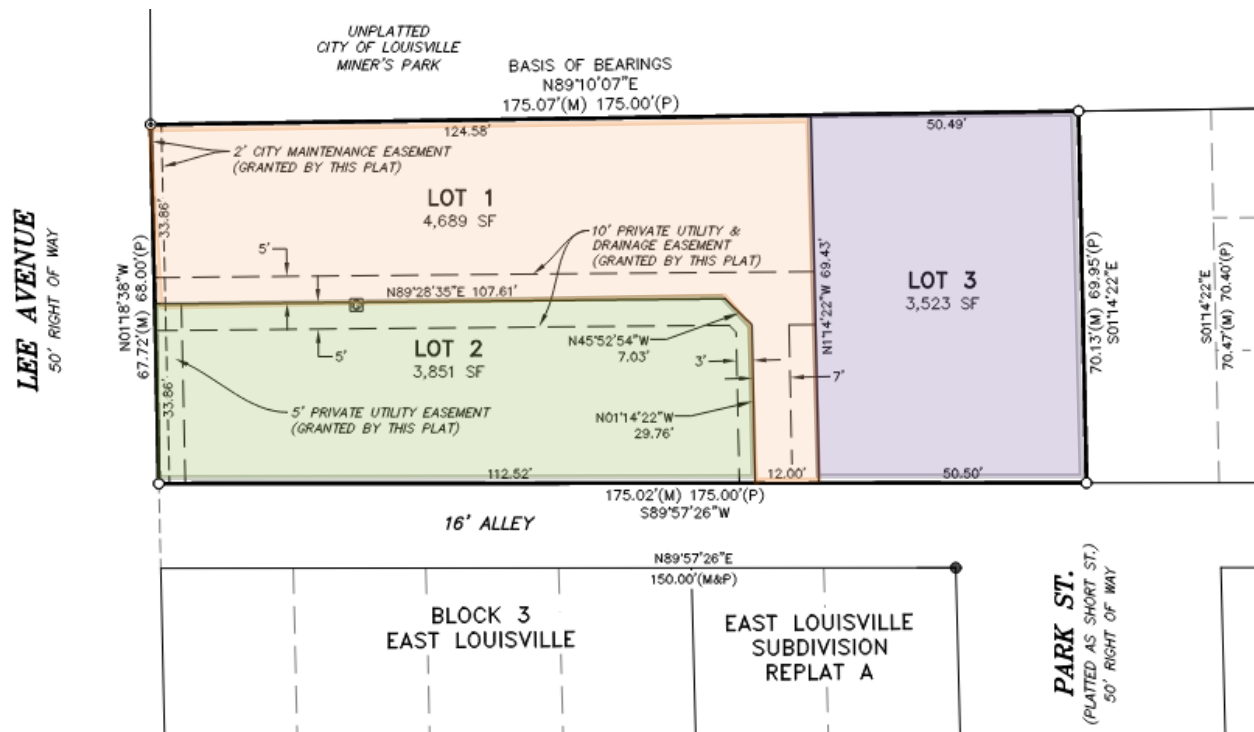 UNPLATTED
CITY OF LOUISVILLE
MINER'S PARK
BASIS OF BEARINGS
N89°10'07"E
175.07'(M) 175.00'(P)
124.58'
50.49'
2' CITY MAINTENANCE EASEMENT
(GRANTED BY THIS PLAT)
LOT 1
4,689 SF
33.86'
5'
10' PRIVATE UTILITY &
DRAINAGE EASEMENT
(GRANTED BY THIS PLAT)
N89°28'35"E 107.61'
LEE AVENUE
50' RIGHT OF WAY
N01°18'38"W
67.72'(M) 68.00'(P)
N1°14'22"W 69.43'
LOT 3
3,523 SF
70.13'(M) 69.95'(P)
S01°14'22"E
S01°14'22"E
70.47'(M) 70.40'(P)
LOT 2
3,851 SF
5'
N45°52'54"W
7.03'
3'
7'
33.86'
5' PRIVATE UTILITY EASEMENT
(GRANTED BY THIS PLAT)
N01°14'22"W
29.76'
112.52'
12.00'
50.50'
175.02'(M) 175.00'(P)
S89°57'26"W
16' ALLEY
N89°57'26"E
150.00'(M&P)
BLOCK 3
EAST LOUISVILLE
EAST LOUISVILLE
SUBDIVISION
REPLAT A
PARK ST.
(PLATTED AS SHORT ST.)
50' RIGHT OF WAY